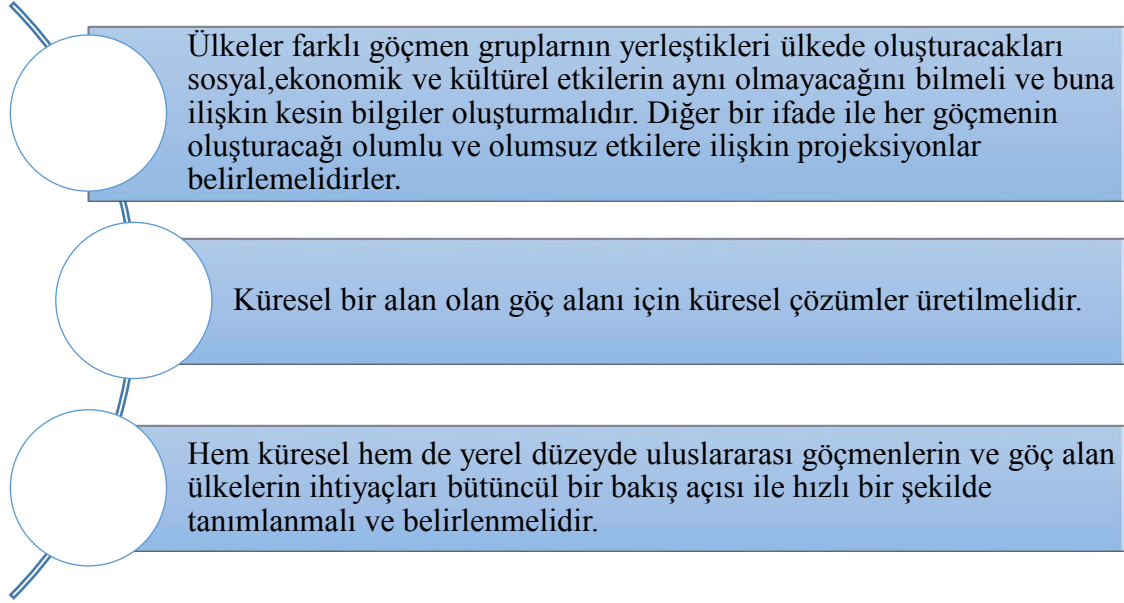 Ülkeler farklı göçmen gruplarnın yerleştikleri ülkede oluşturacakları
sosyal,ekonomik ve kültürel etkilerin aynı olmayacağını bilmeli ve buna
ilişkin kesin bilgiler oluşturmalıdır. Diğer bir ifade ile her göçmenin
oluşturacağı olumlu ve olumsuz etkilere ilişkin projeksiyonlar
belirlemelidirler.
Küresel bir alan olan göç alanı için küresel çözümler üretilmelidir.
Hem küresel hem de yerel düzeyde uluslararası göçmenlerin ve göç alan
ülkelerin ihtiyaçları bütüncül bir bakış açısı ile hızlı bir şekilde
tanımlanmalı ve belirlenmelidir.